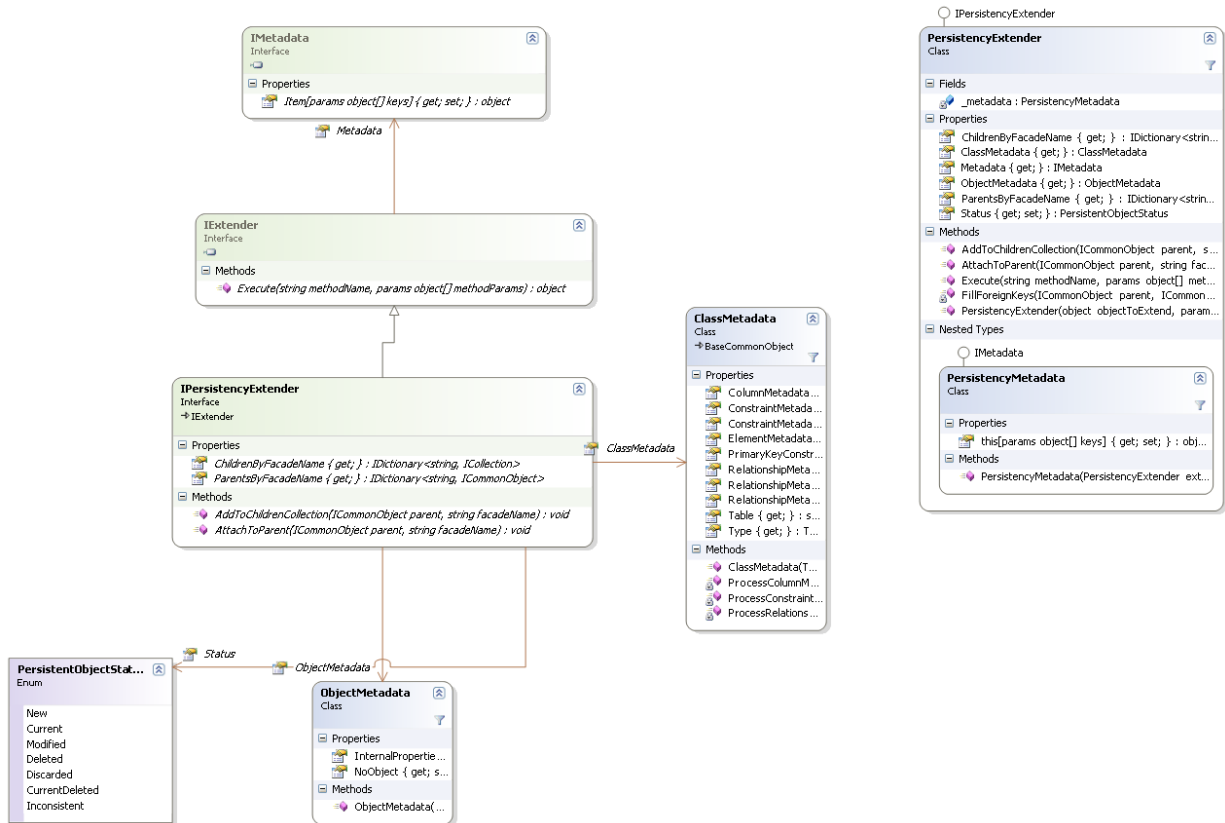 IPersistencyExtender
IMetadata
Interface
Properties
Item[params object[] keys] { get; set; } : object
Metadata
IExtender
Interface
Methods
Execute(string methodName, params object[] methodParams) : object
IPersistencyExtender
Interface
IExtender
Properties
ChildrenByFacadeName { get; } : IDictionary<string, ICollection>
ParentsByFacadeName { get; } : IDictionary<string, ICommonObject>
Methods
AddToChildrenCollection(ICommonObject parent, string facadeName) : void
AttachToParent(ICommonObject parent, string facadeName) : void
ClassMetadata
ClassMetadata
Class
BaseCommonObject
Properties
ColumnMetadata...
ConstraintMetada...
ConstraintMetada...
ElementMetadata...
PrimaryKeyConstr...
RelationshipMeta...
RelationshipMeta...
RelationshipMeta...
Table { get; } : s...
Type { get; } : T...
Methods
ClassMetadata(T...
ProcessColumnM...
ProcessConstraint...
ProcessRelations...
Status
ObjectMetadata
PersistentObjectStat...
Enum
New
Current
Modified
Deleted
Discarded
CurrentDeleted
Inconsistent
ObjectMetadata
Class
Properties
InternalPropertie...
NoObject { get; s...
Methods
ObjectMetadata(...
PersistencyExtender
Class
Fields
_metadata : PersistencyMetadata
Properties
ChildrenByFacadeName { get; } : IDictionary<strin...
ClassMetadata { get; } : ClassMetadata
Metadata { get; } : IMetadata
ObjectMetadata { get; } : ObjectMetadata
ParentsByFacadeName { get; } : IDictionary<strin...
Status { get; set; } : PersistentObjectStatus
Methods
AddToChildrenCollection(ICommonObject parent, s...
AttachToParent(ICommonObject parent, string fac...
Execute(string methodName, params object[] met...
FillForeignKeys(ICommonObject parent, ICommon...
PersistencyExtender(object objectToExtend, param...
Nested Types
IMetadata
PersistencyMetadata
Class
Properties
this[params object[] keys] { get; set; } : obj...
Methods
PersistencyMetadata(PersistencyExtender ext...